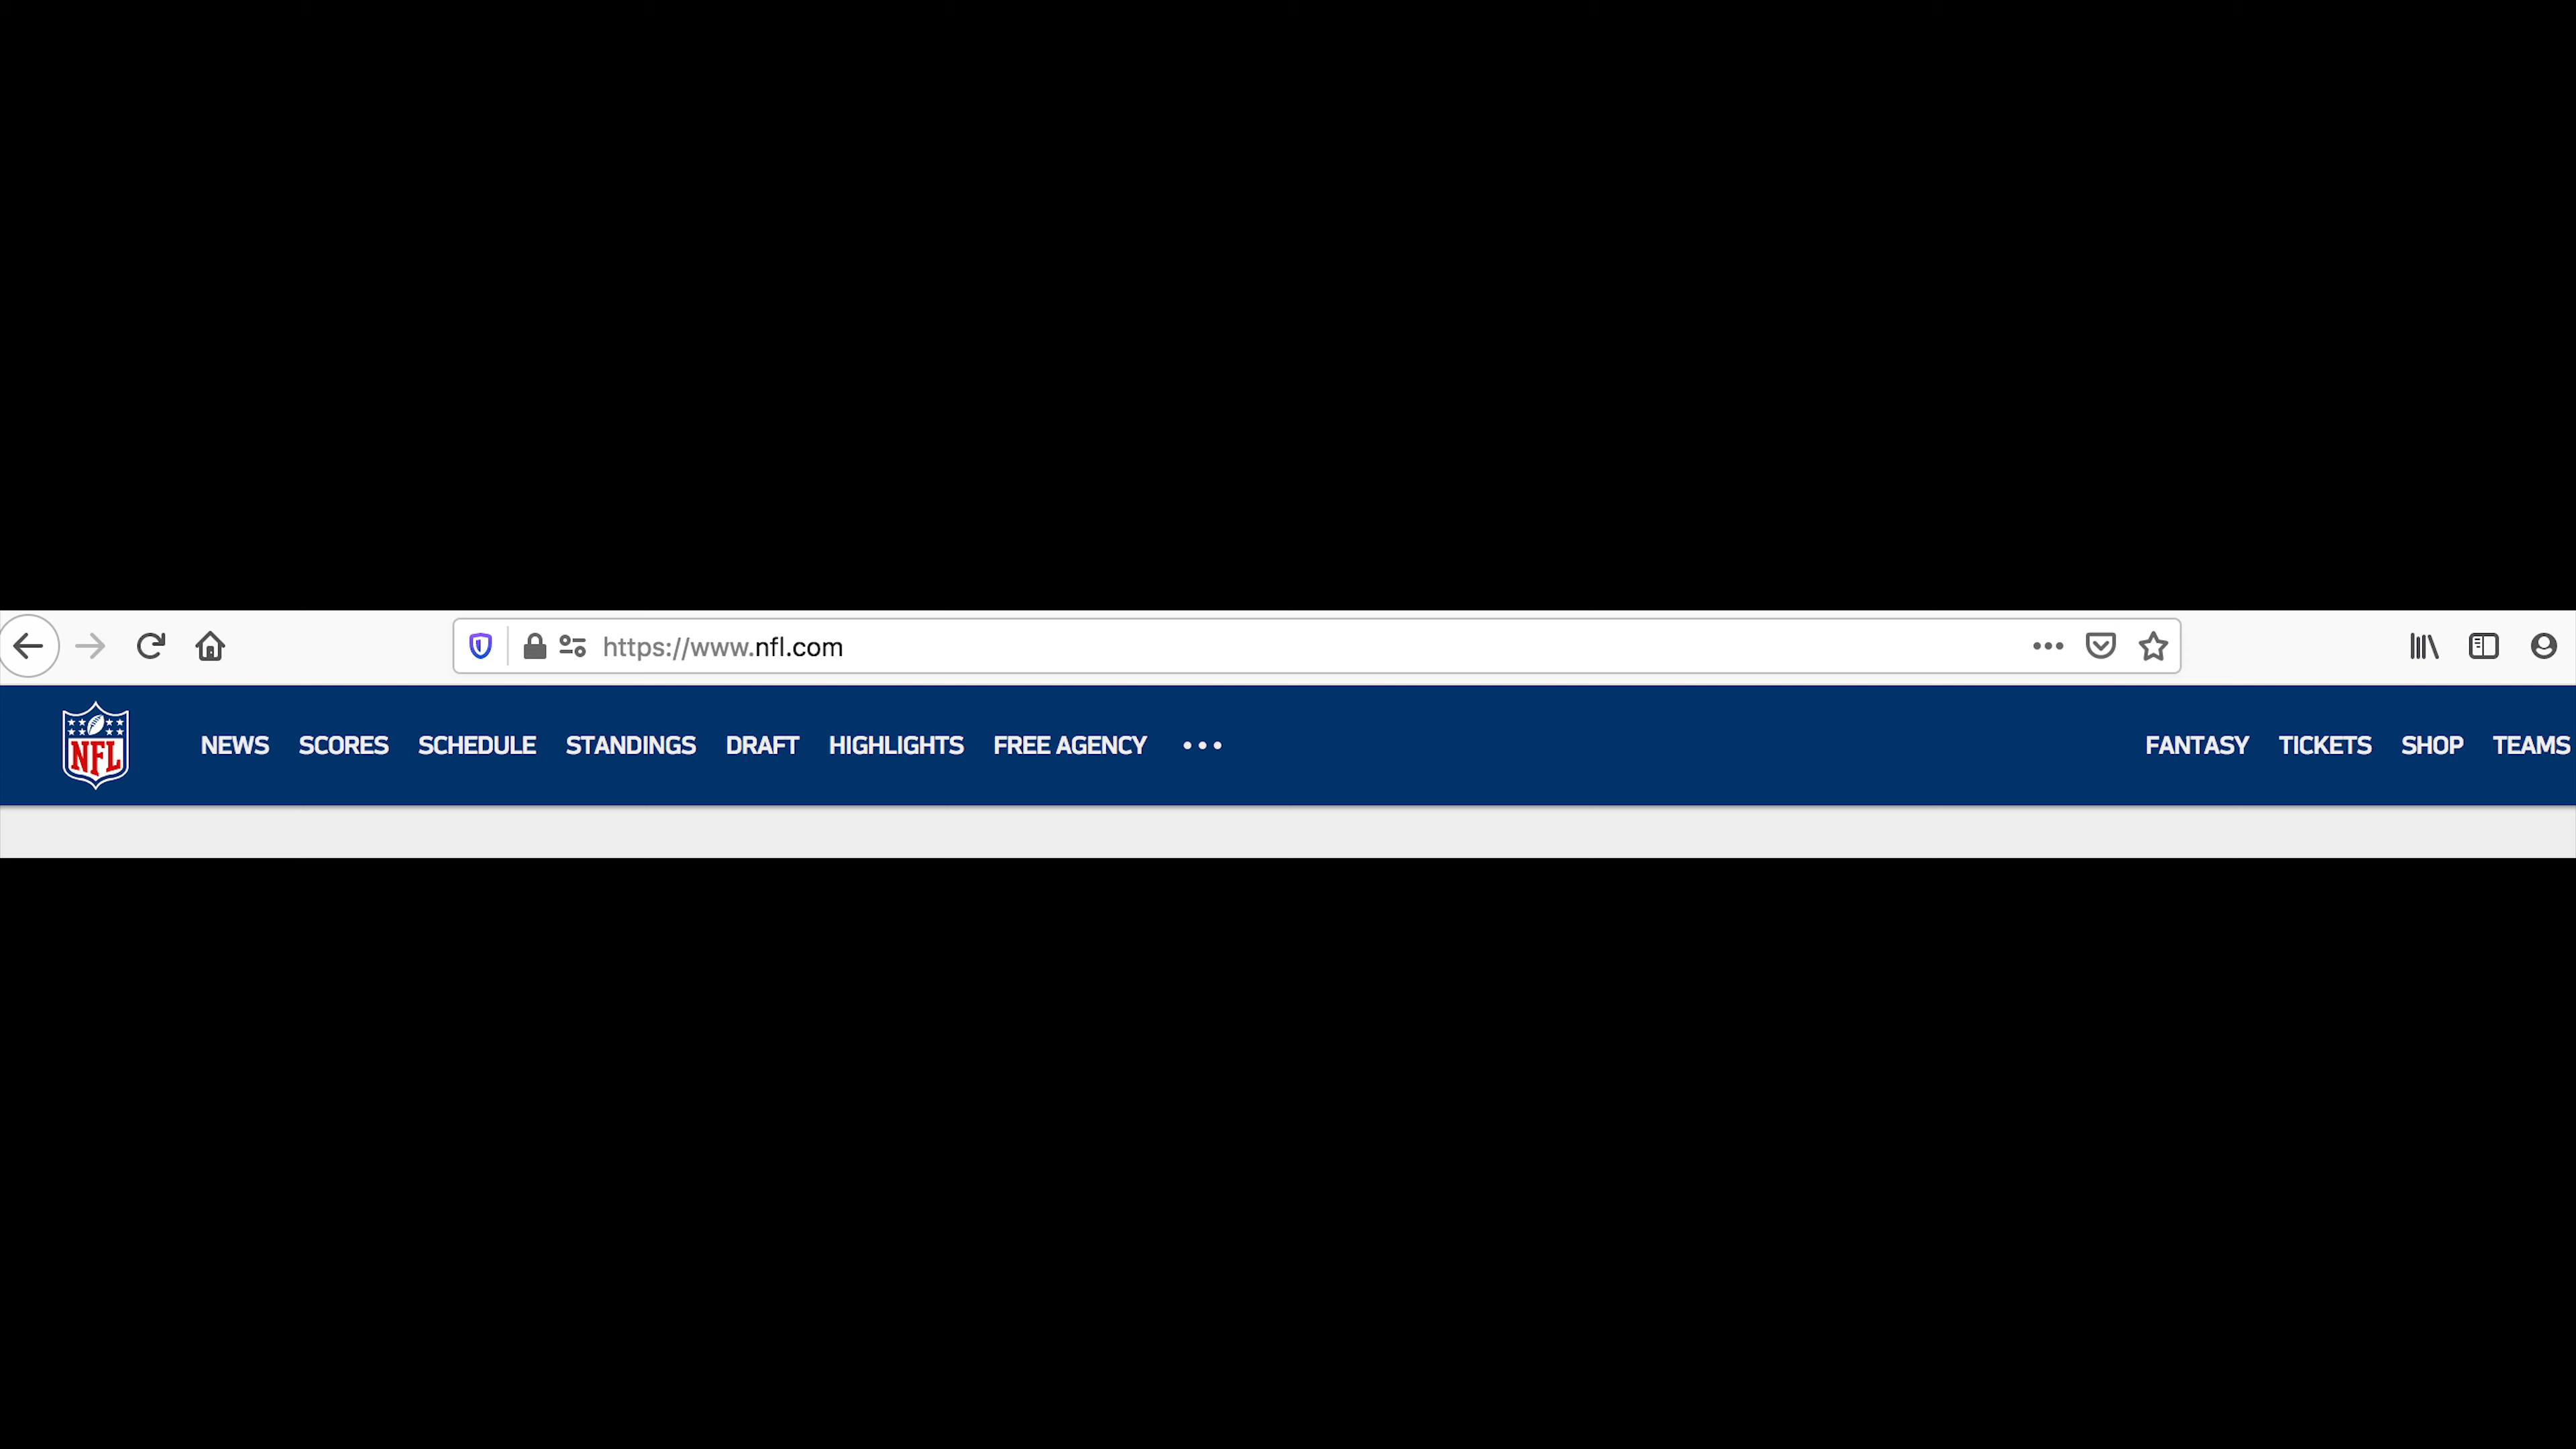 https://www.nfl.com
NFL NEWS SCORES SCHEDULE STANDINGS DRAFT HIGHLIGHTS FREE AGENCY ••• FANTASY TICKETS SHOP TEAMS